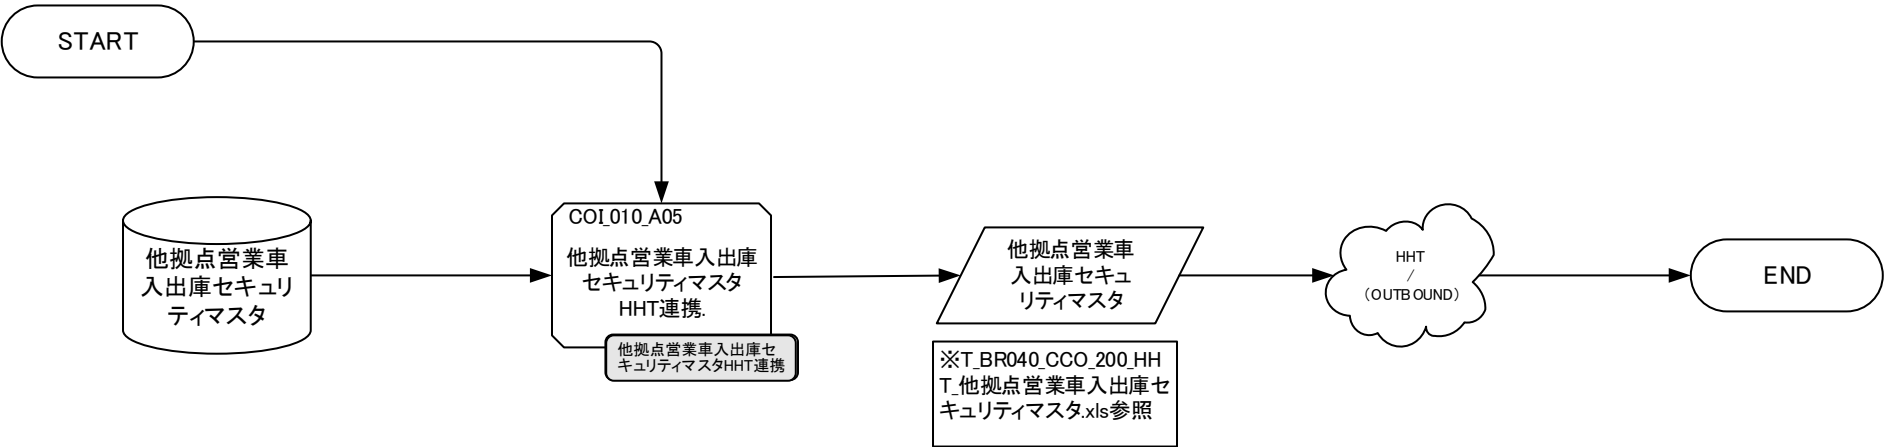 START
他拠点営業車
入出庫セキュリ
ティマスタ
COI_010_A05
他拠点営業車入出庫
セキュリティマスタ
HHT連携.
他拠点営業車入出庫セ
キュリティマスタHHT連携
他拠点営業車
入出庫セキュ
リティマスタ
※T_BR040_CCO_200_HH
T_他拠点営業車入出庫セ
キュリティマスタ.xls参照
HHT
/
（OUTBOUND）
END